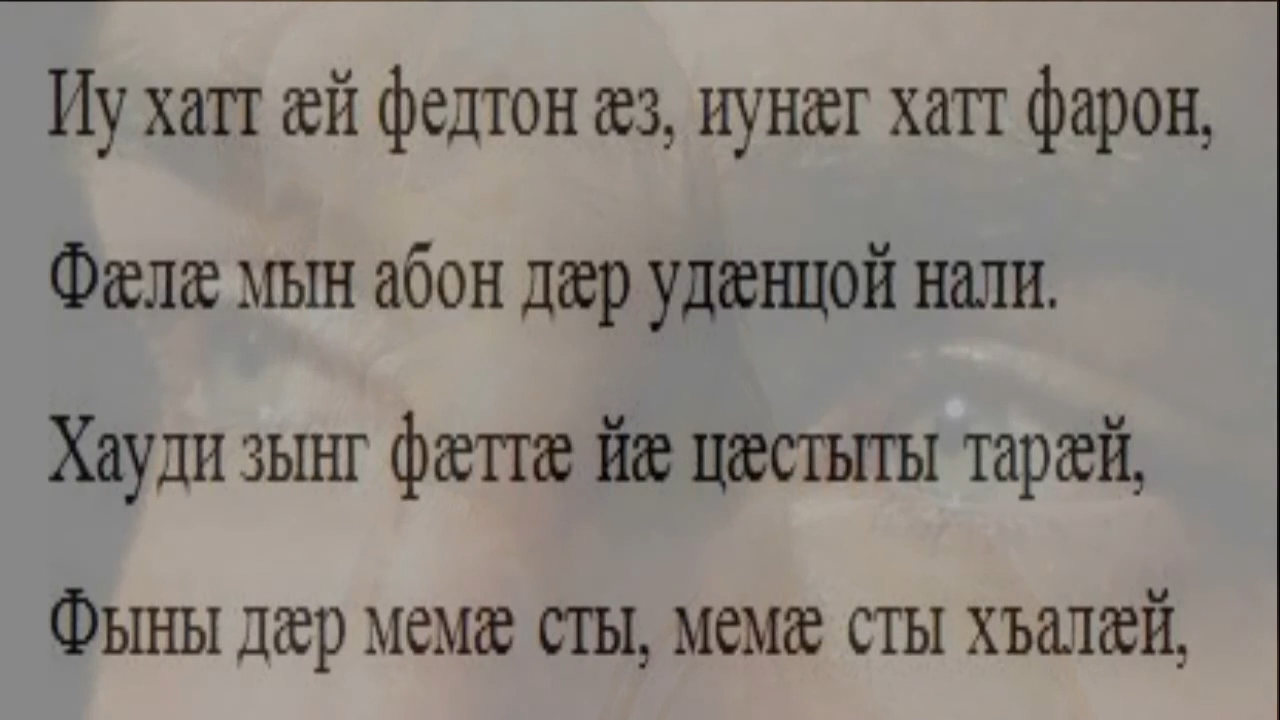 Иу хатт æй федтон æз, иунæг хатт фарон,
Фæлæ мын абон дæр удæнцой нали.
Хауди зынг фæттæ йæ цæстыты тарæй,
Фыны дæр мемæ сты, мемæ сты хъалæй,